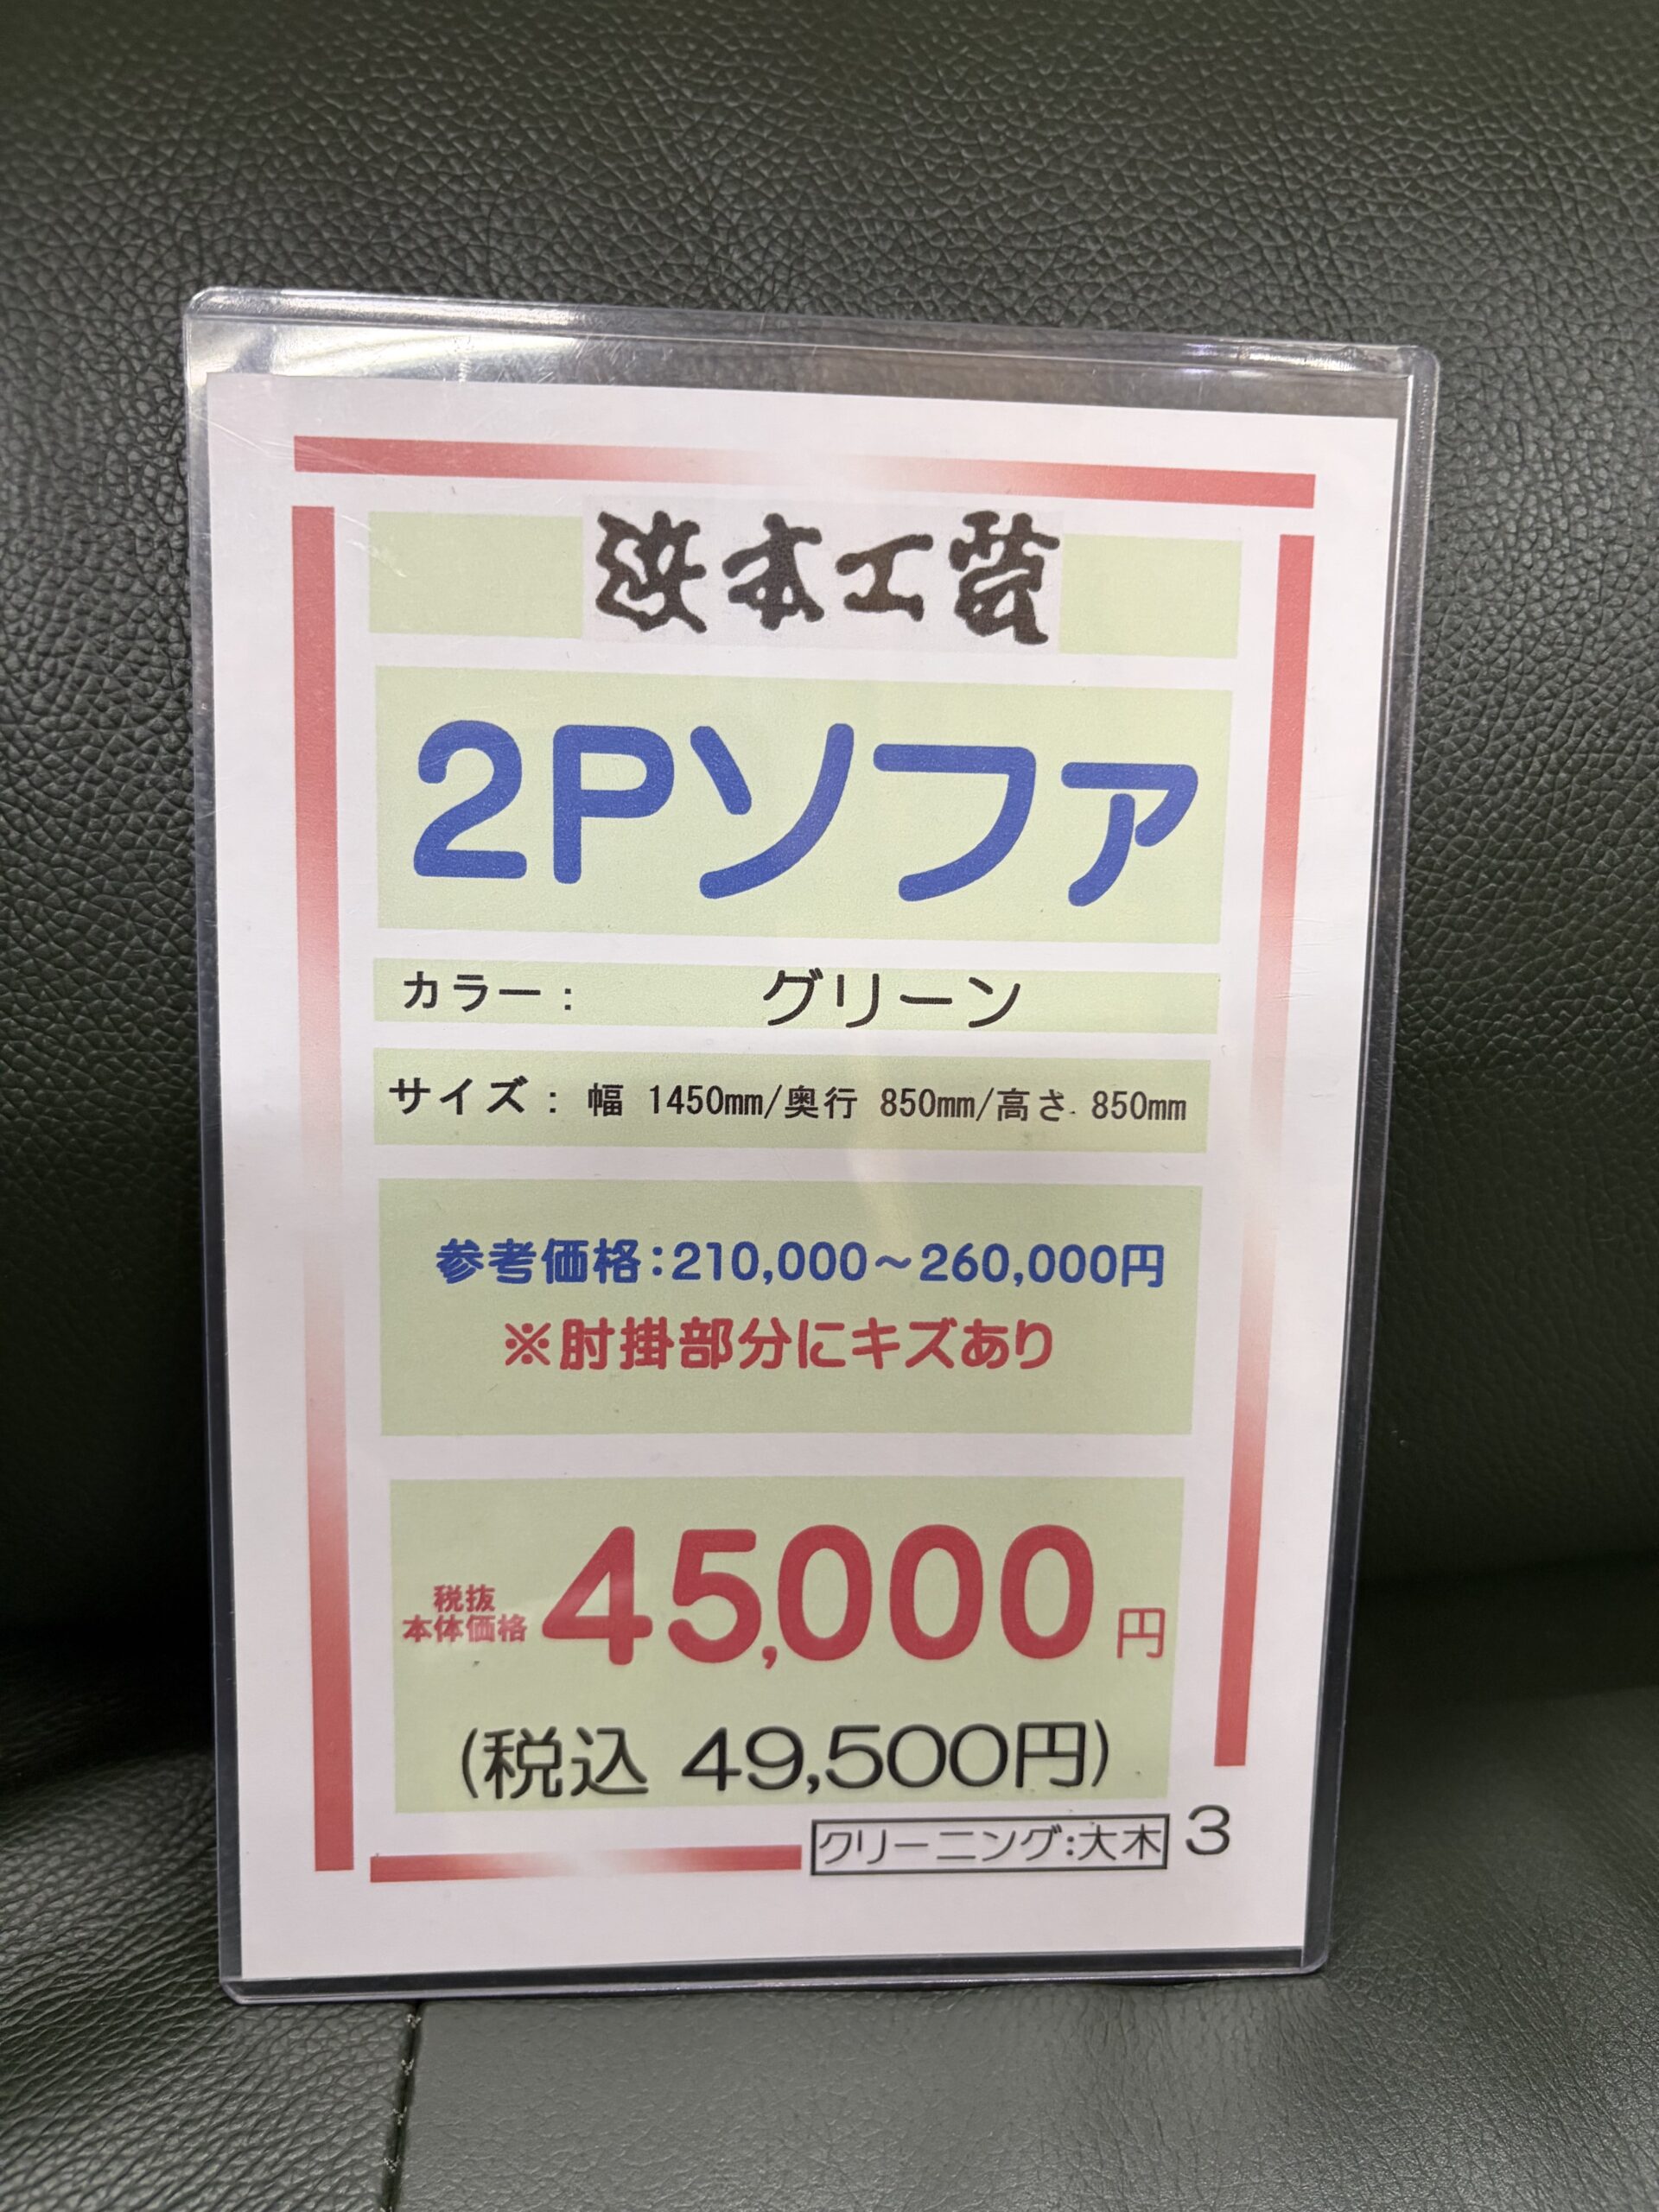 浜本工芸
2Pソファ
カラー： グリーン
サイズ： 幅 1450mm/奥行 850mm/高さ 850mm
参考価格：210,000～260,000円
※肘掛部分にキズあり
税抜
本体価格 45,000 円
(税込 49,500円)
クリーニング：大木 3